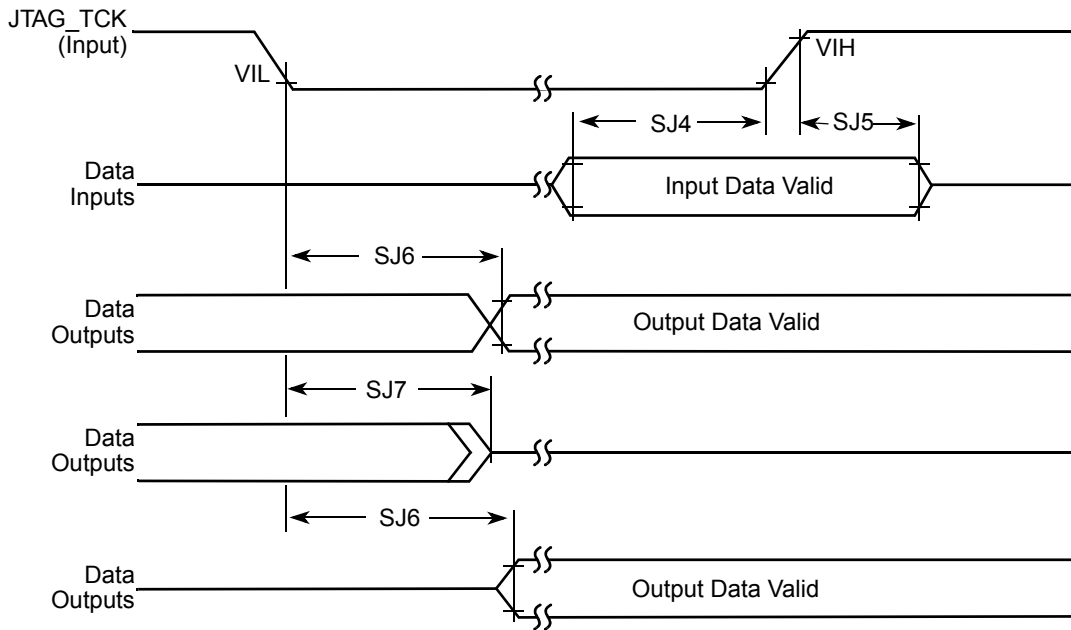 JTAG_TCK
(Input)
VIL
VIH
SJ4
SJ5
Data
Inputs
Input Data Valid
SJ6
Data
Outputs
Output Data Valid
SJ7
Data
Outputs
SJ6
Data
Outputs
Output Data Valid